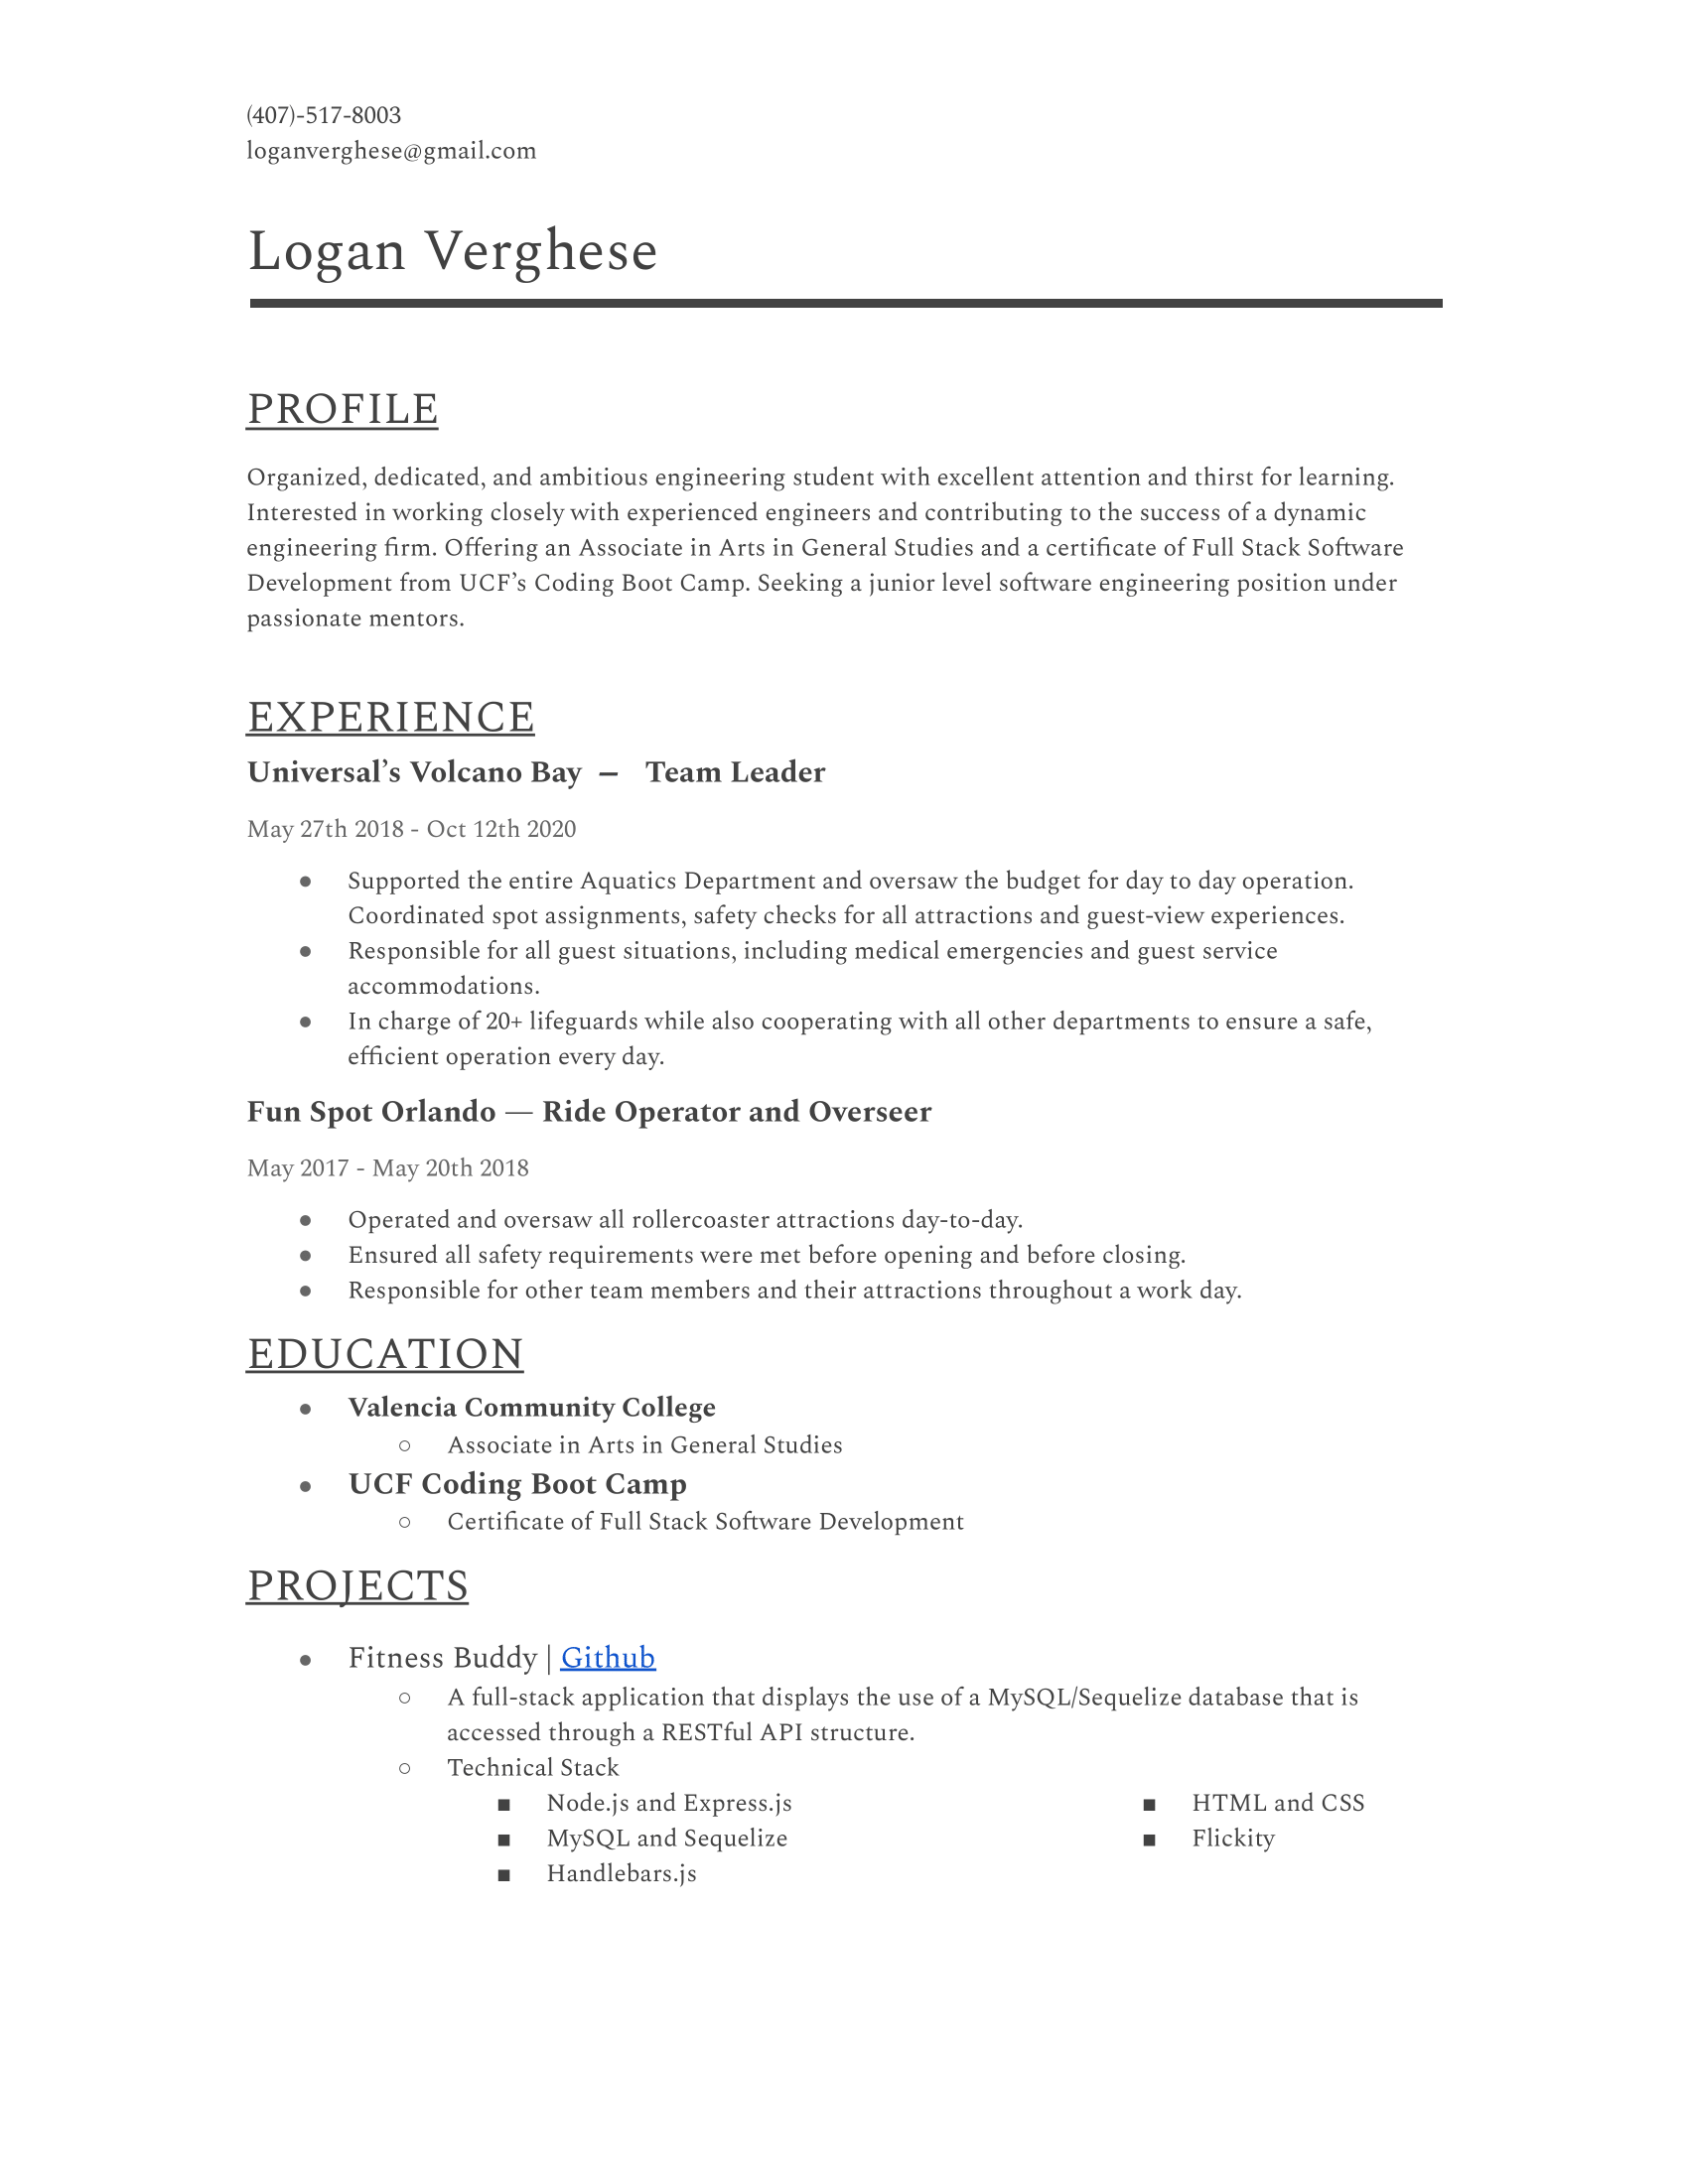 (407)-517-8003
loganverghese@gmail.com
Logan Verghese
PROFILE
Organized, dedicated, and ambitious engineering student with excellent attention and thirst for learning.
Interested in working closely with experienced engineers and contributing to the success of a dynamic
engineering firm. Offering an Associate in Arts in General Studies and a certificate of Full Stack Software
Development from UCF’s Coding Boot Camp. Seeking a junior level software engineering position under
passionate mentors.
EXPERIENCE
Universal’s Volcano Bay – Team Leader
May 27th 2018 - Oct 12th 2020
● Supported the entire Aquatics Department and oversaw the budget for day to day operation.
Coordinated spot assignments, safety checks for all attractions and guest-view experiences.
● Responsible for all guest situations, including medical emergencies and guest service
accommodations.
● In charge of 20+ lifeguards while also cooperating with all other departments to ensure a safe,
efficient operation every day.
Fun Spot Orlando — Ride Operator and Overseer
May 2017 - May 20th 2018
● Operated and oversaw all rollercoaster attractions day-to-day.
● Ensured all safety requirements were met before opening and before closing.
● Responsible for other team members and their attractions throughout a work day.
EDUCATION
● Valencia Community College
○ Associate in Arts in General Studies
● UCF Coding Boot Camp
○ Certificate of Full Stack Software Development
PROJECTS
● Fitness Buddy | Github
○ A full-stack application that displays the use of a MySQL/Sequelize database that is
accessed through a RESTful API structure.
○ Technical Stack
■ Node.js and Express.js
■ MySQL and Sequelize
■ Handlebars.js
■ HTML and CSS
■ Flickity